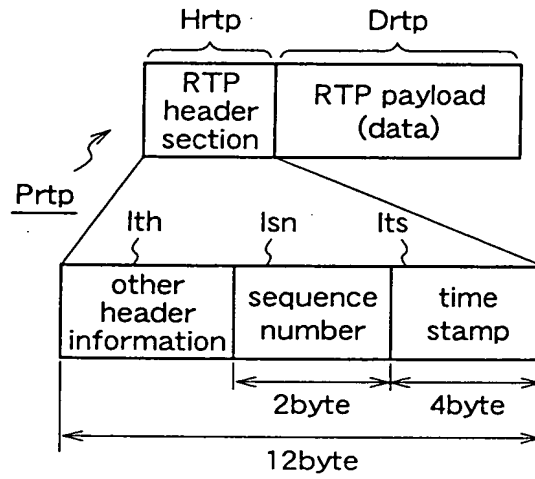 Hrtp Drtp
RTP header section
RTP payload (data)
Prtp
Ith Isn Its
other header information
sequence number
time stamp
2byte 4byte
12byte